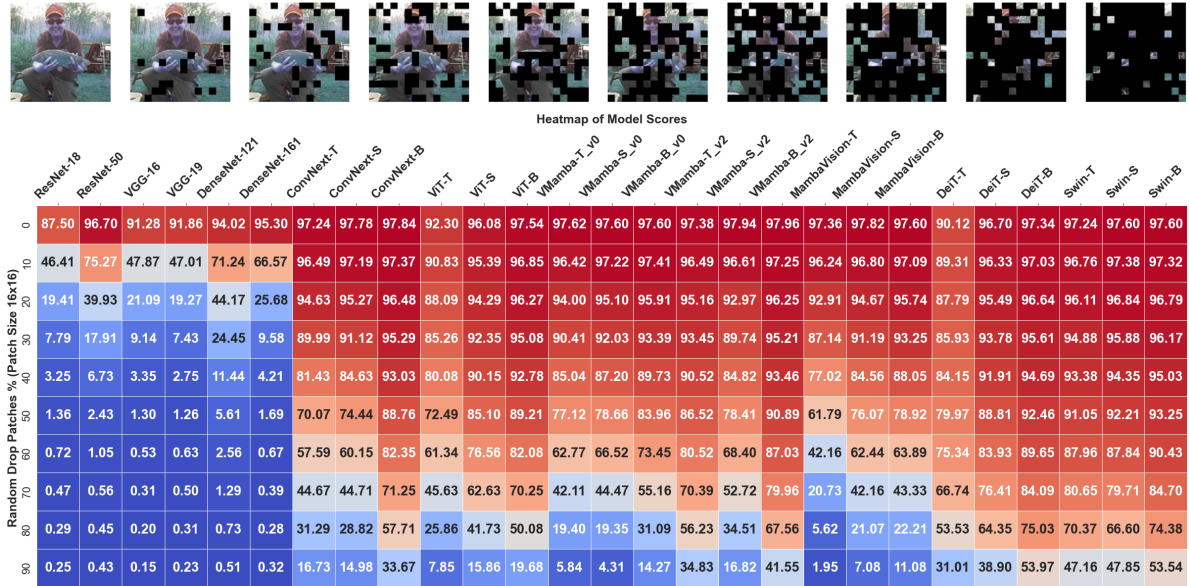 Heatmap of Model Scores
ResNet-18 ResNet-50 VGG-16 VGG-19 DenseNet-121 DenseNet-161 ConvNext-T ConvNext-S ConvNext-B ViT-T ViT-S ViT-B VMamba-T_v0 VMamba-S_v0 VMamba-B_v0 VMamba-T_v2 VMamba-S_v2 VMamba-B_v2 MambaVision-T MambaVision-S MambaVision-B DeiT-T DeiT-S DeiT-B Swin-T Swin-S Swin-B
Random Drop Patches % (Patch Size 16x16)
0 87.50 96.70 91.28 91.86 94.02 95.30 97.24 97.78 97.84 92.30 96.08 97.54 97.62 97.60 97.60 97.38 97.94 97.96 97.36 97.82 97.60 90.12 96.70 97.34 97.24 97.60 97.60
10 46.41 75.27 47.87 47.01 71.24 66.57 96.49 97.19 97.37 90.83 95.39 96.85 96.42 97.22 97.41 96.49 96.61 97.25 96.24 96.80 97.09 89.31 96.33 97.03 96.76 97.38 97.32
20 19.41 39.93 21.09 19.27 44.17 25.68 94.63 95.27 96.48 88.09 94.29 96.27 94.00 95.10 95.91 95.16 92.97 96.25 92.91 94.67 95.74 87.79 95.49 96.64 96.11 96.84 96.79
30 7.79 17.91 9.14 7.43 24.45 9.58 89.99 91.12 95.29 85.26 92.35 95.08 90.41 92.03 93.39 93.45 89.74 95.21 87.14 91.19 93.25 85.93 93.78 95.61 94.88 95.88 96.17
40 3.25 6.73 3.35 2.75 11.44 4.21 81.43 84.63 93.03 80.08 90.15 92.78 85.04 87.20 89.73 90.52 84.82 93.46 77.02 84.56 88.05 84.15 91.91 94.69 93.38 94.35 95.03
50 1.36 2.43 1.30 1.26 5.61 1.69 70.07 74.44 88.76 72.49 85.10 89.21 77.12 78.66 83.96 86.52 78.41 90.89 61.79 76.07 78.92 79.97 88.81 92.46 91.05 92.21 93.25
60 0.72 1.05 0.53 0.63 2.56 0.67 57.59 60.15 82.35 61.34 76.56 82.08 62.77 66.52 73.45 80.52 68.40 87.03 42.16 62.44 63.89 75.34 83.93 89.65 87.96 87.84 90.43
70 0.47 0.56 0.31 0.50 1.29 0.39 44.67 44.71 71.25 45.63 62.63 70.25 42.11 44.47 55.16 70.39 52.72 79.96 20.73 42.16 43.33 66.74 76.41 84.09 80.65 79.71 84.70
80 0.29 0.45 0.20 0.31 0.73 0.28 31.29 28.82 57.71 25.86 41.73 50.08 19.40 19.35 31.09 56.23 34.51 67.56 5.62 21.07 22.21 53.53 64.35 75.03 70.37 66.60 74.38
90 0.25 0.43 0.15 0.23 0.51 0.32 16.73 14.98 33.67 7.85 15.86 19.68 5.84 4.31 14.27 34.83 16.82 41.55 1.95 7.08 11.08 31.01 38.90 53.97 47.16 47.85 53.54